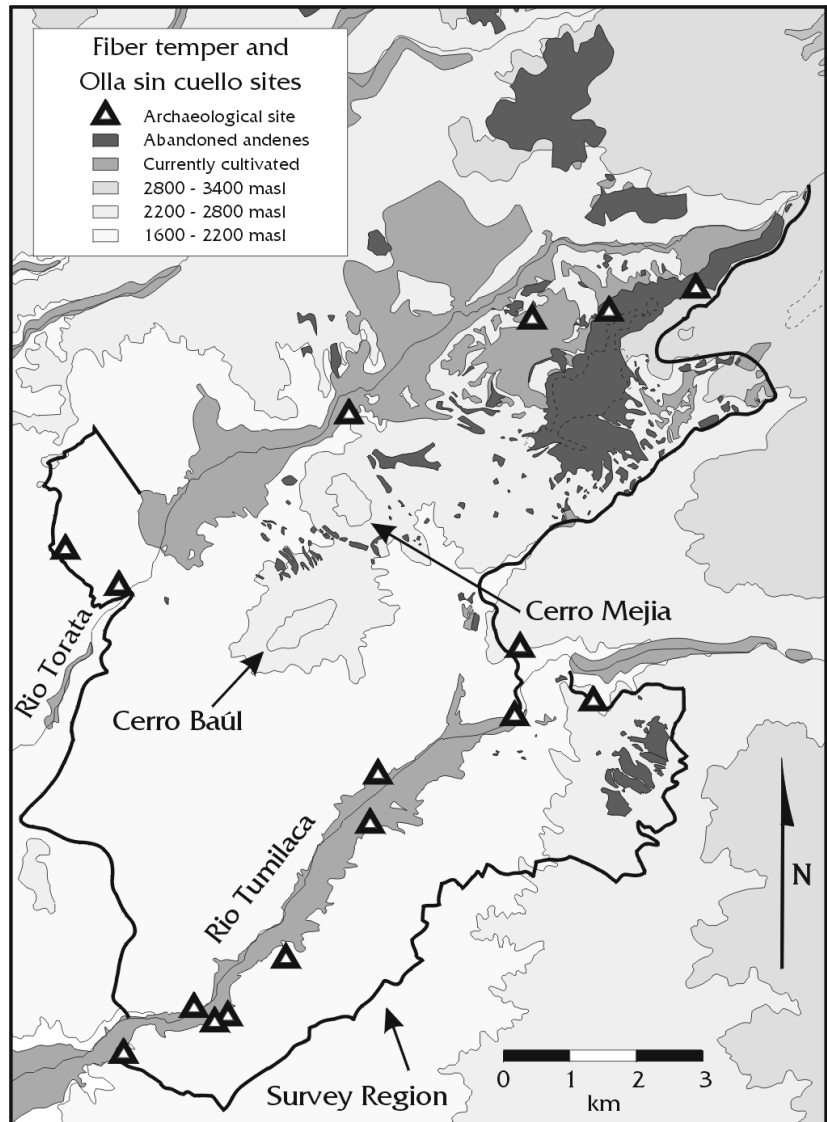 Fiber temper and
Olla sin cuello sites
Archaeological site
Abandoned andenes
Currently cultivated
2800 - 3400 masl
2200 - 2800 masl
1600 - 2200 masl
Cerro Mejia
Rio Torata
Cerro Baúl
Rio Tumilaca
N
Survey Region
0 1 2 3
km